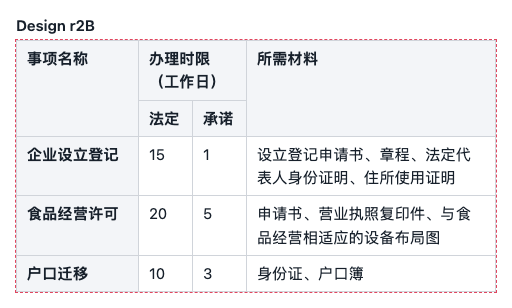 Design r2B
事项名称
办理时限
（工作日）
所需材料
法定
承诺
企业设立登记
15
1
设立登记申请书、章程、法定代
表人身份证明、住所使用证明
食品经营许可
20
5
申请书、营业执照复印件、与食
品经营相适应的设备布局图
户口迁移
10
3
身份证、户口簿